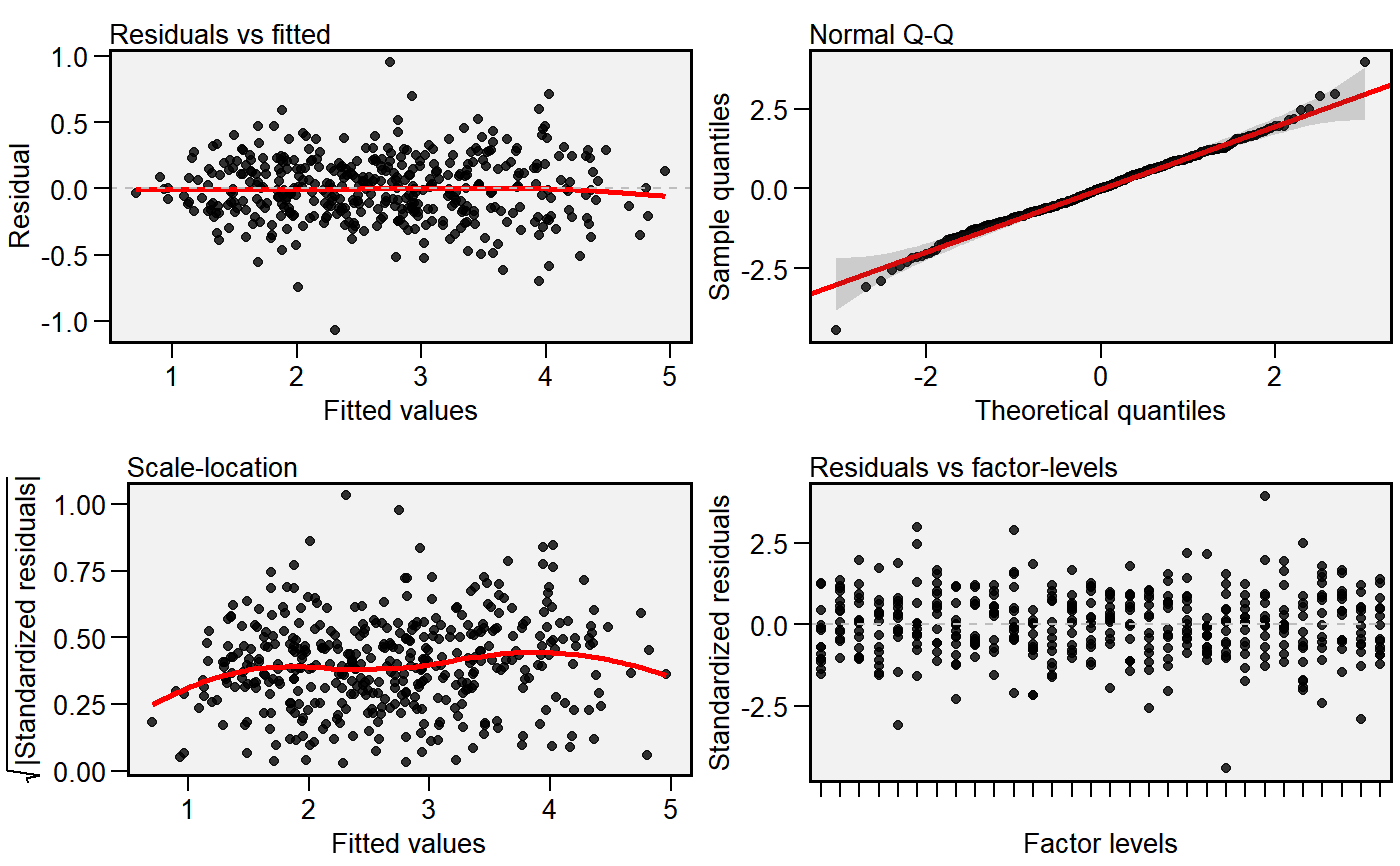 Residuals vs fitted
1.0
0.5
0.0
-0.5
-1.0
Residual
1 2 3 4 5
Fitted values
Normal Q-Q
2.5
0.0
-2.5
Sample quantiles
-2 0 2
Theoretical quantiles
Scale-location
1.00
0.75
0.50
0.25
0.00
√|Standardized residuals|
1 2 3 4 5
Fitted values
Residuals vs factor-levels
2.5
0.0
-2.5
Standardized residuals
Factor levels